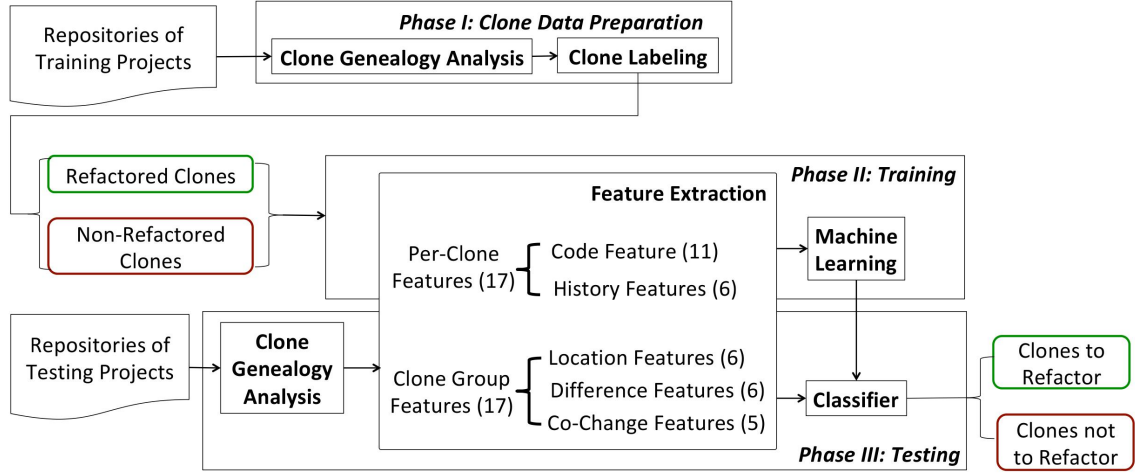 Repositories of
Training Projects
Phase I: Clone Data Preparation
Clone Genealogy Analysis
Clone Labeling
Refactored Clones
Non-Refactored
Clones
Phase II: Training
Feature Extraction
Per-Clone
Features (17)
Code Feature (11)
History Features (6)
Machine
Learning
Repositories of
Testing Projects
Clone
Genealogy
Analysis
Clone Group
Features (17)
Location Features (6)
Difference Features (6)
Co-Change Features (5)
Classifier
Phase III: Testing
Clones to
Refactor
Clones not
to Refactor